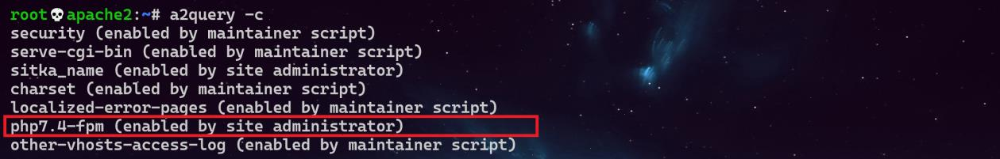 root💀apache2:~# a2query -c
security (enabled by maintainer script)
serve-cgi-bin (enabled by maintainer script)
sitka_name (enabled by site administrator)
charset (enabled by maintainer script)
localized-error-pages (enabled by maintainer script)
php7.4-fpm (enabled by site administrator)
other-vhosts-access-log (enabled by maintainer script)